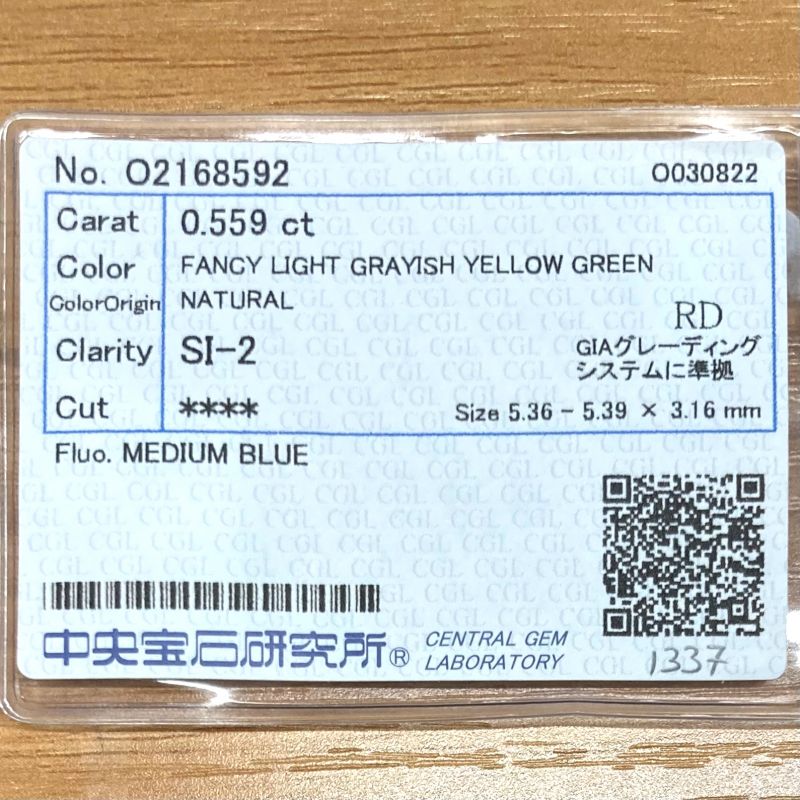 No. O2168592 O030822
Carat 0.559 ct
Color FANCY LIGHT GRAYISH YELLOW GREEN
ColorOrigin NATURAL
RD
Clarity SI-2 GIAグレーディング
システムに準拠
Cut **** Size 5.36 - 5.39 × 3.16 mm
Fluo. MEDIUM BLUE
中央宝石研究所® CENTRAL GEM
LABORATORY
1337